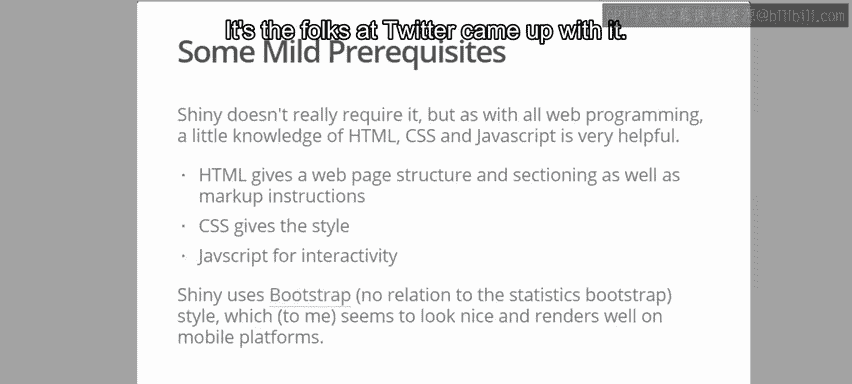 It's the folks at Twitter came up with it.
Some Mild Prerequisites
Shiny doesn't really require it, but as with all web programming,
a little knowledge of HTML, CSS and Javascript is very helpful.
· HTML gives a web page structure and sectioning as well as
markup instructions
· CSS gives the style
· Javscript for interactivity
Shiny uses Bootstrap (no relation to the statistics bootstrap)
style, which (to me) seems to look nice and renders well on
mobile platforms.